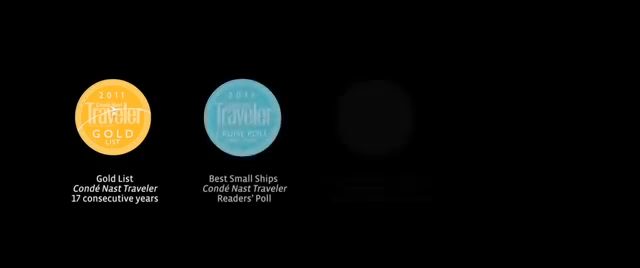 2011
Traveler
GOLD
LIST
Gold List
Condé Nast Traveler
17 consecutive years
2011
Traveler
Best Small Ships
Condé Nast Traveler
Readers' Poll